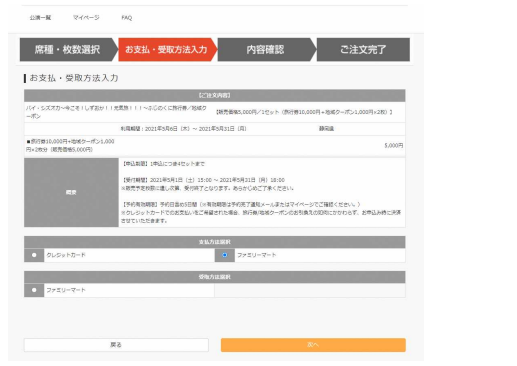 公演一覧 マイページ FAQ
席種・枚数選択 お支払・受取方法入力 内容確認 ご注文完了
お支払・受取方法入力
【ご注文内容】
バイ・シズオカ~今こそ!しずおか!!元気旅!!!~ふじのくに旅行券/地域クーポン
【販売価格5,000円/1セット(旅行券10,000円+地域クーポン1,000円×2枚)】
利用期間:2021年5月6日(木) ~ 2021年5月31日(月) 静岡県
■旅行券10,000円+地域クーポン1,000
円×2枚分(販売価格5,000円) 5,000円
概要
【申込制限】1申込につき4セットまで
【受付期間】2021年5月1日(土) 15:00 ~ 2021年5月31日(月) 18:00
※販売予定枚数に達し次第、受付終了となります。あらかじめご了承ください。
【予約有効期限】予約日含め3日間(※有効期限は予約完了通知メールまたはマイページでご確認ください。)
※クレジットカードでのお支払いをご希望された場合、旅行券/地域クーポンのお引換えの如何にかかわらず、お申込み時に決済
させていただきます。
支払方法選択
クレジットカード ファミリーマート
受取方法選択
ファミリーマート
戻る 次へ